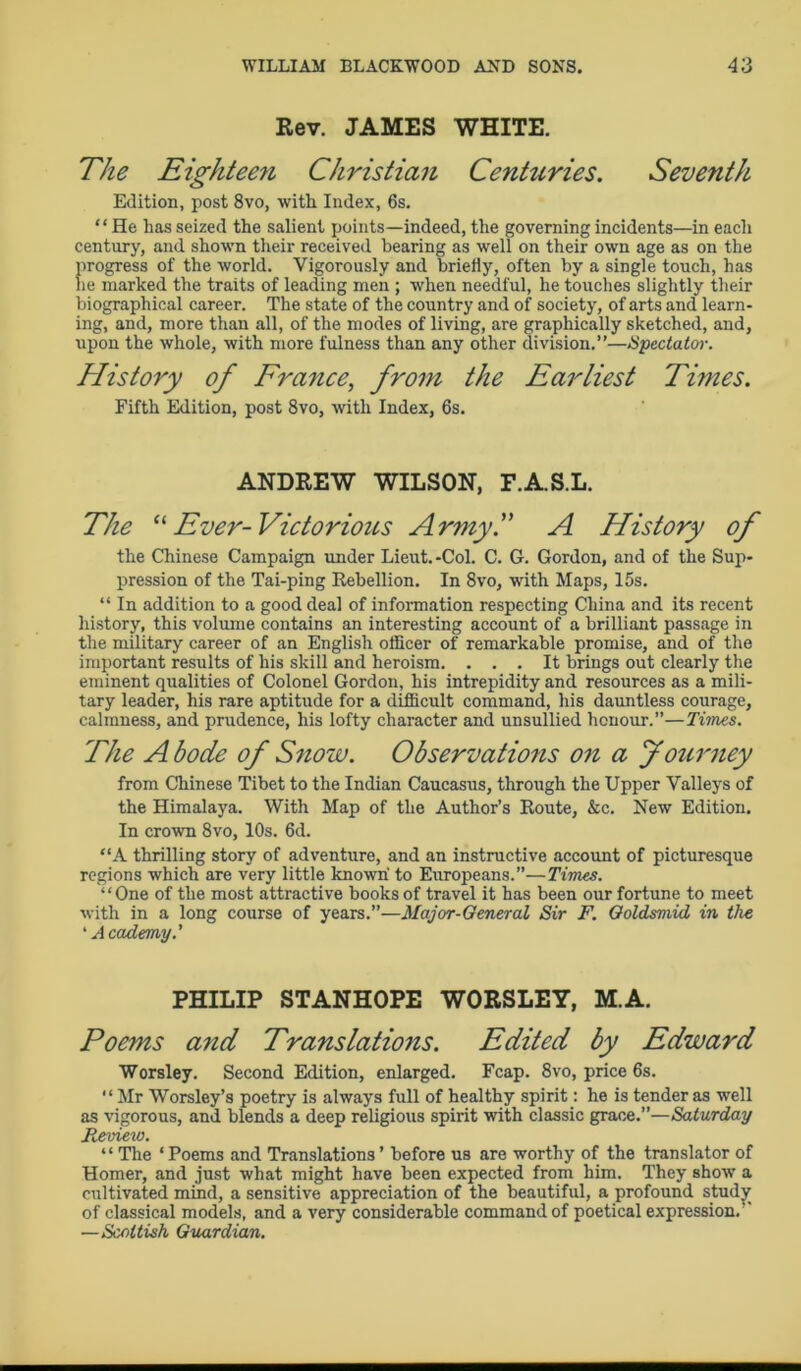 WILLIAM BLACKWOOD AND SONS. 43
Rev. JAMES WHITE.
The Eighteen Christian Centuries. Seventh
Edition, post 8vo, with Index, 6s.
“He has seized the salient points—indeed, the governing incidents—in each
century, and shown their received bearing as well on their own age as on the
progress of the world. Vigorously and briefly, often by a single touch, has
he marked the traits of leading men ; when needful, he touches slightly their
biographical career. The state of the country and of society, of arts and learn-
ing, and, more than all, of the modes of living, are graphically sketched, and,
upon the whole, with more fulness than any other division.”—Spectator.
History of France, from the Earliest Times.
Fifth Edition, post 8vo, with Index, 6s.
ANDREW WILSON, F.A.S.L.
The “Ever-Victorious Army.” A History of
the Chinese Campaign under Lieut.-Col. C. G. Gordon, and of the Sup-
pression of the Tai-ping Rebellion. In 8vo, with Maps, 15s.
“In addition to a good deal of information respecting China and its recent
history, this volume contains an interesting account of a brilliant passage in
the military career of an English officer of remarkable promise, and of the
important results of his skill and heroism. . . . It brings out clearly the
eminent qualities of Colonel Gordon, his intrepidity and resources as a mili-
tary leader, his rare aptitude for a difficult command, his dauntless courage,
calmness, and prudence, his lofty character and unsullied honour.”—Times.
The Abode of Snow. Observations on a Journey
from Chinese Tibet to the Indian Caucasus, through the Upper Valleys of
the Himalaya. With Map of the Author’s Route, &c. New Edition.
In crown 8vo, 10s. 6d.
“A thrilling story of adventure, and an instructive account of picturesque
regions which are very little known to Europeans.”—Times.
“One of the most attractive books of travel it has been our fortune to meet
with in a long course of years.”—Major-General Sir F. Goldsmid in the
‘Academy.’
PHILIP STANHOPE WORSLEY, M.A.
Poems and Translations. Edited by Edward
Worsley. Second Edition, enlarged. Fcap. 8vo, price 6s.
“Mr Worsley’s poetry is always full of healthy spirit : he is tender as well
as vigorous, and blends a deep religious spirit with classic grace.”—Saturday
Review.
“The ‘Poems and Translations’ before us are worthy of the translator of
Homer, and just what might have been expected from him. They show a
cultivated mind, a sensitive appreciation of the beautiful, a profound study
of classical models, and a very considerable command of poetical expression.”
—Scottish Guardian.